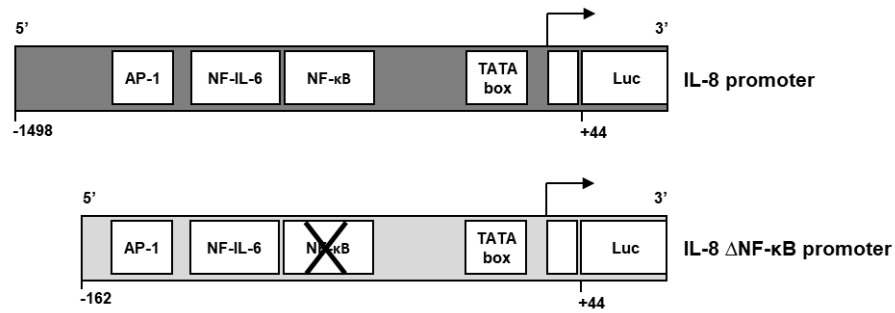 5’ 3’
AP-1 NF-IL-6 NF-κB TATA box Luc IL-8 promoter
-1498 +44
5’ 3’
AP-1 NF-IL-6 NF-κB TATA box Luc IL-8 ΔNF-κB promoter
-162 +44